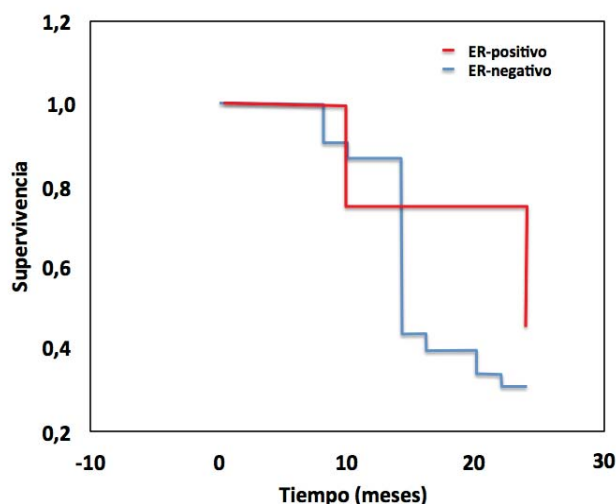 1,2
ER-positivo
ER-negativo
1,0
0,8
0,6
0,4
0,2
Supervivencia
-10 0 10 20 30
Tiempo (meses)